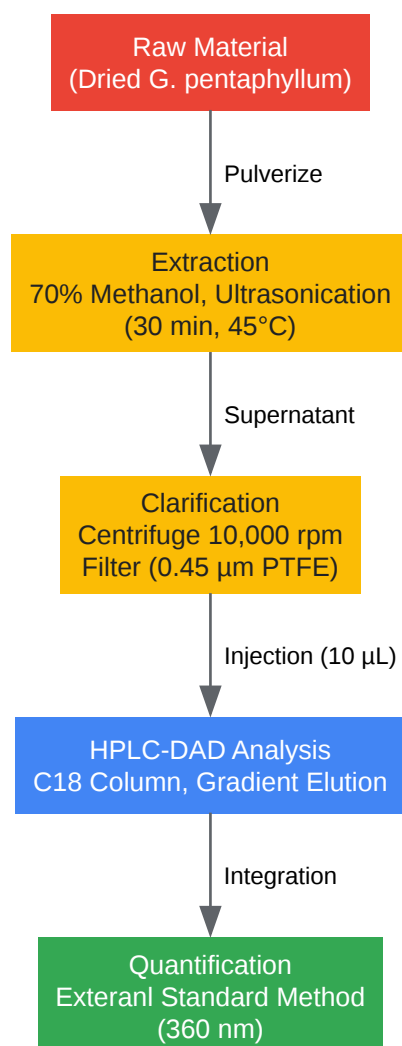 Raw Material
(Dried G. pentaphyllum)
Pulverize
Extraction
70% Methanol, Ultrasonication
(30 min, 45°C)
Supernatant
Clarification
Centrifuge 10,000 rpm
Filter (0.45 µm PTFE)
Injection (10 µL)
HPLC-DAD Analysis
C18 Column, Gradient Elution
Integration
Quantification
Exteranl Standard Method
(360 nm)